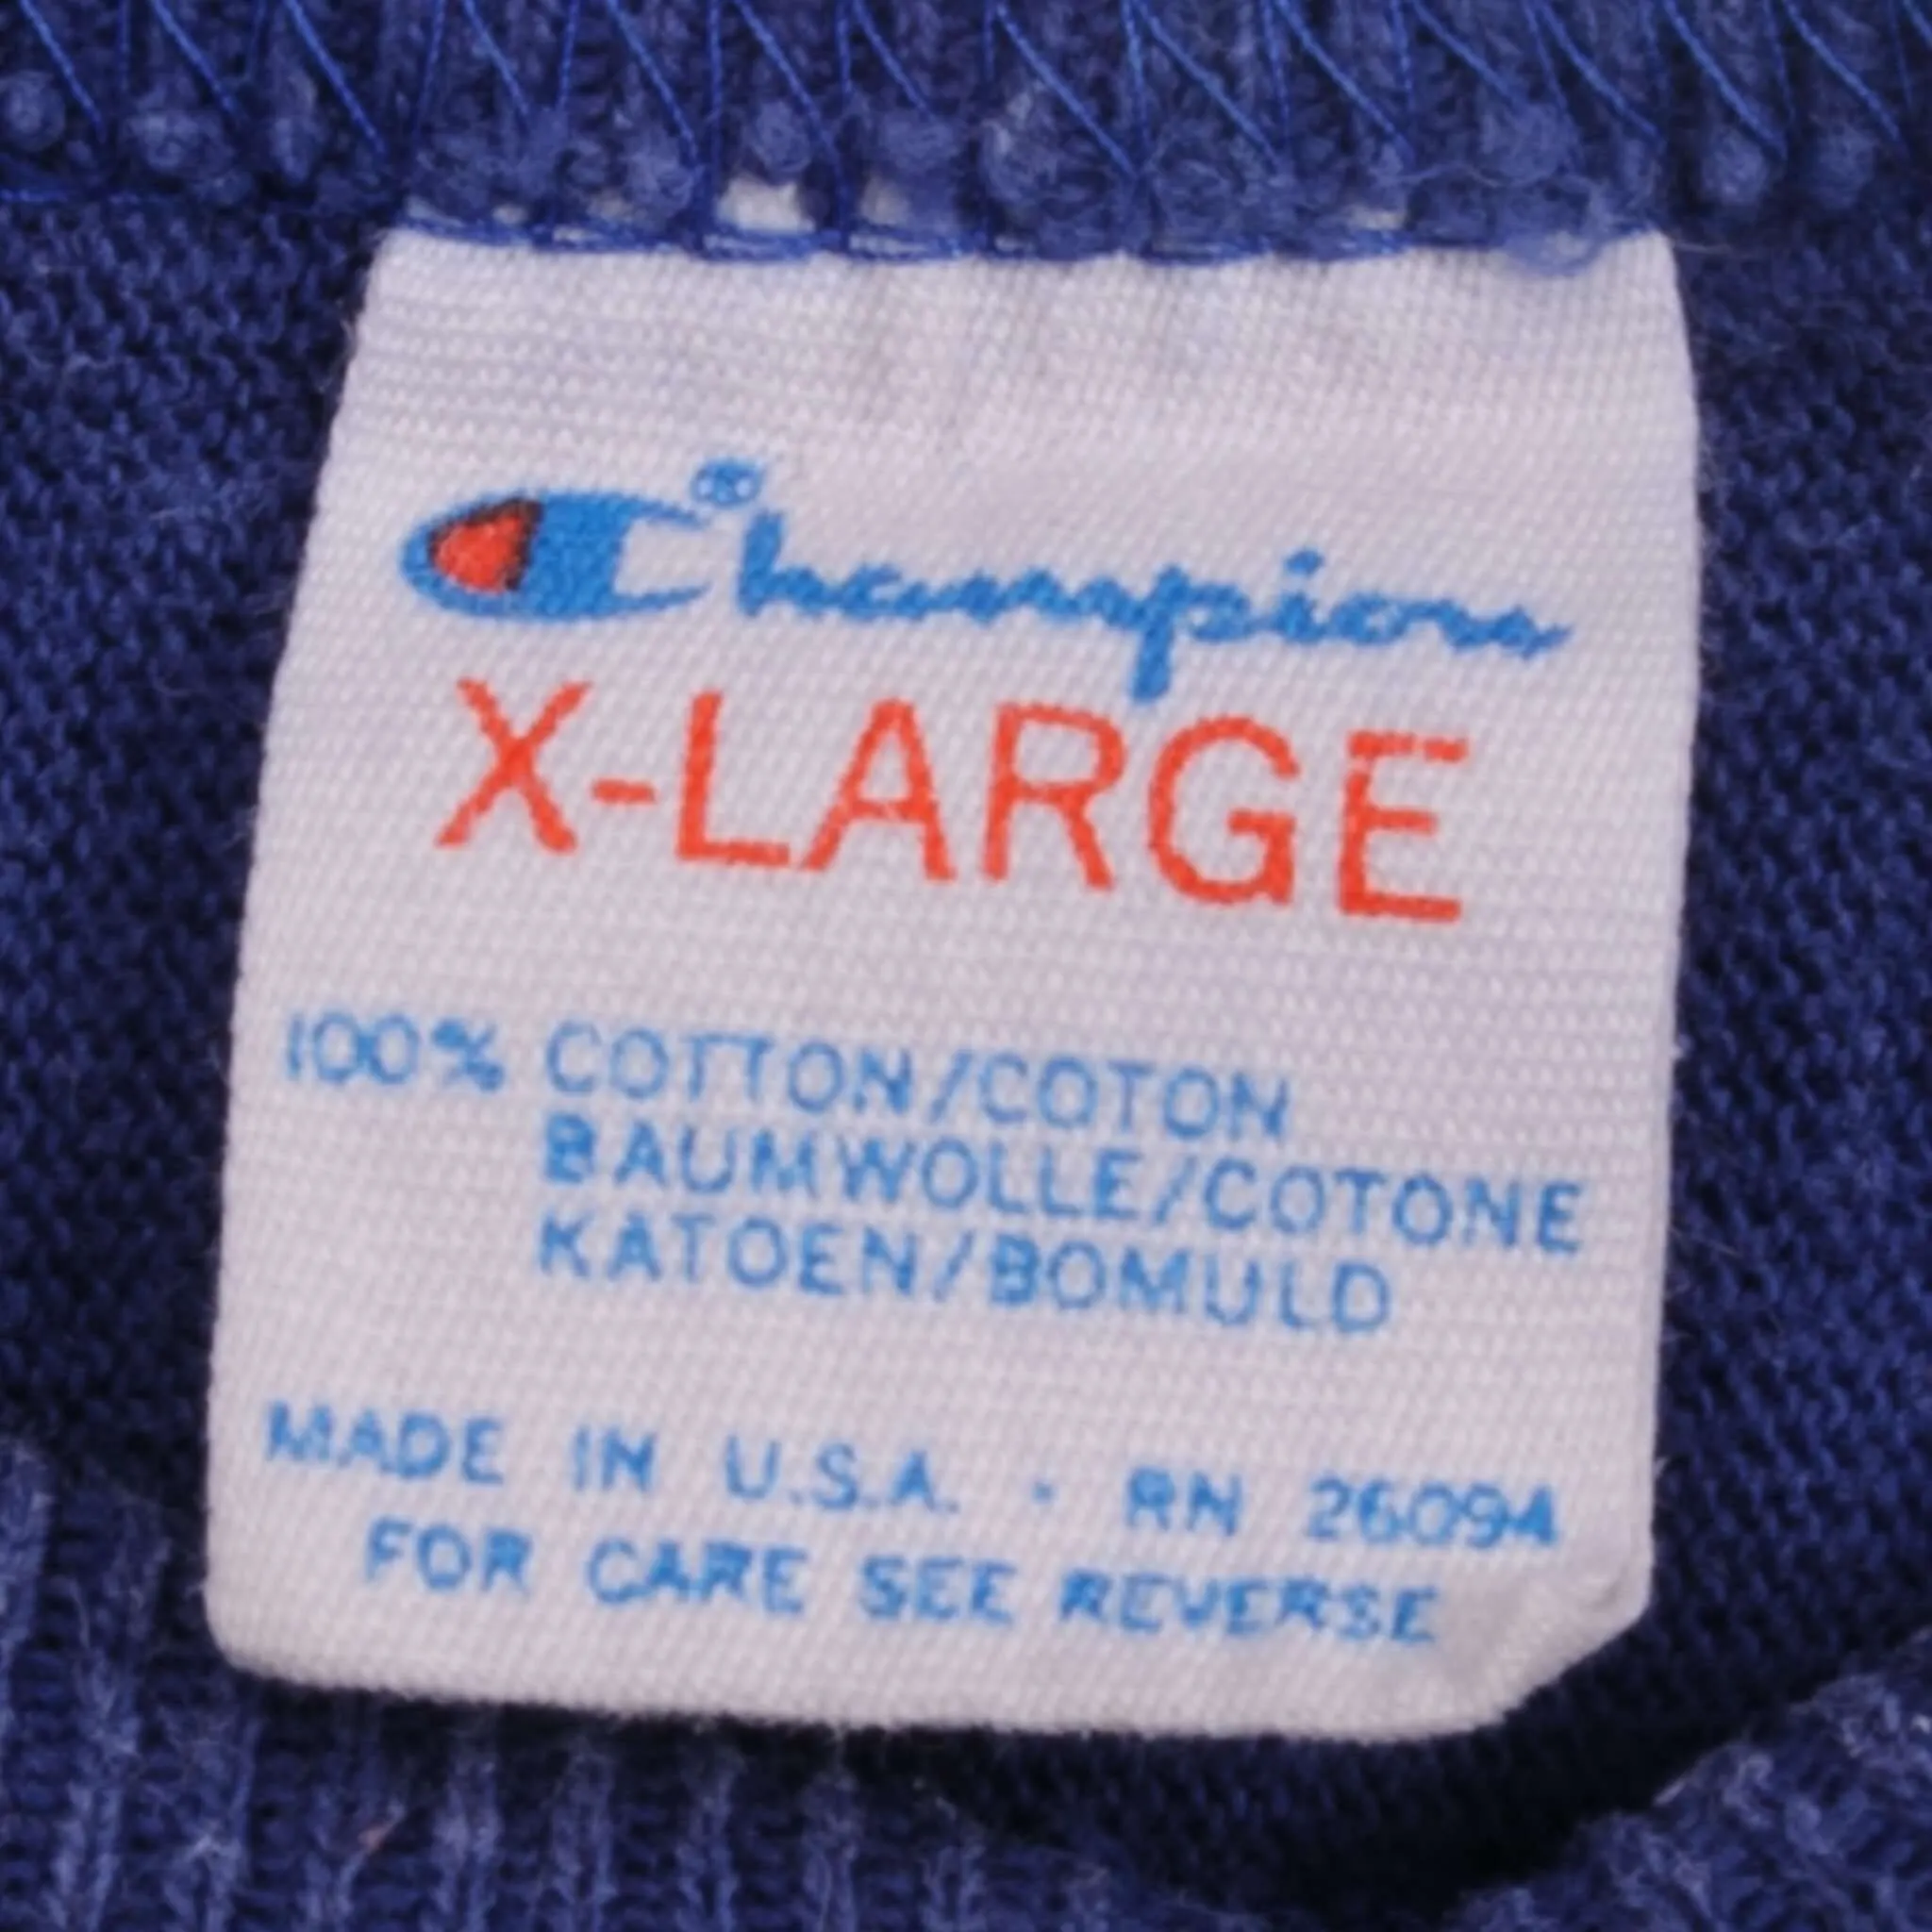 Champion®
X-LARGE
100% COTTON/COTON
BAUMWOLLE/COTONE
KATOEN/BOMULD
MADE IN U.S.A. · RN 26094
FOR CARE SEE REVERSE